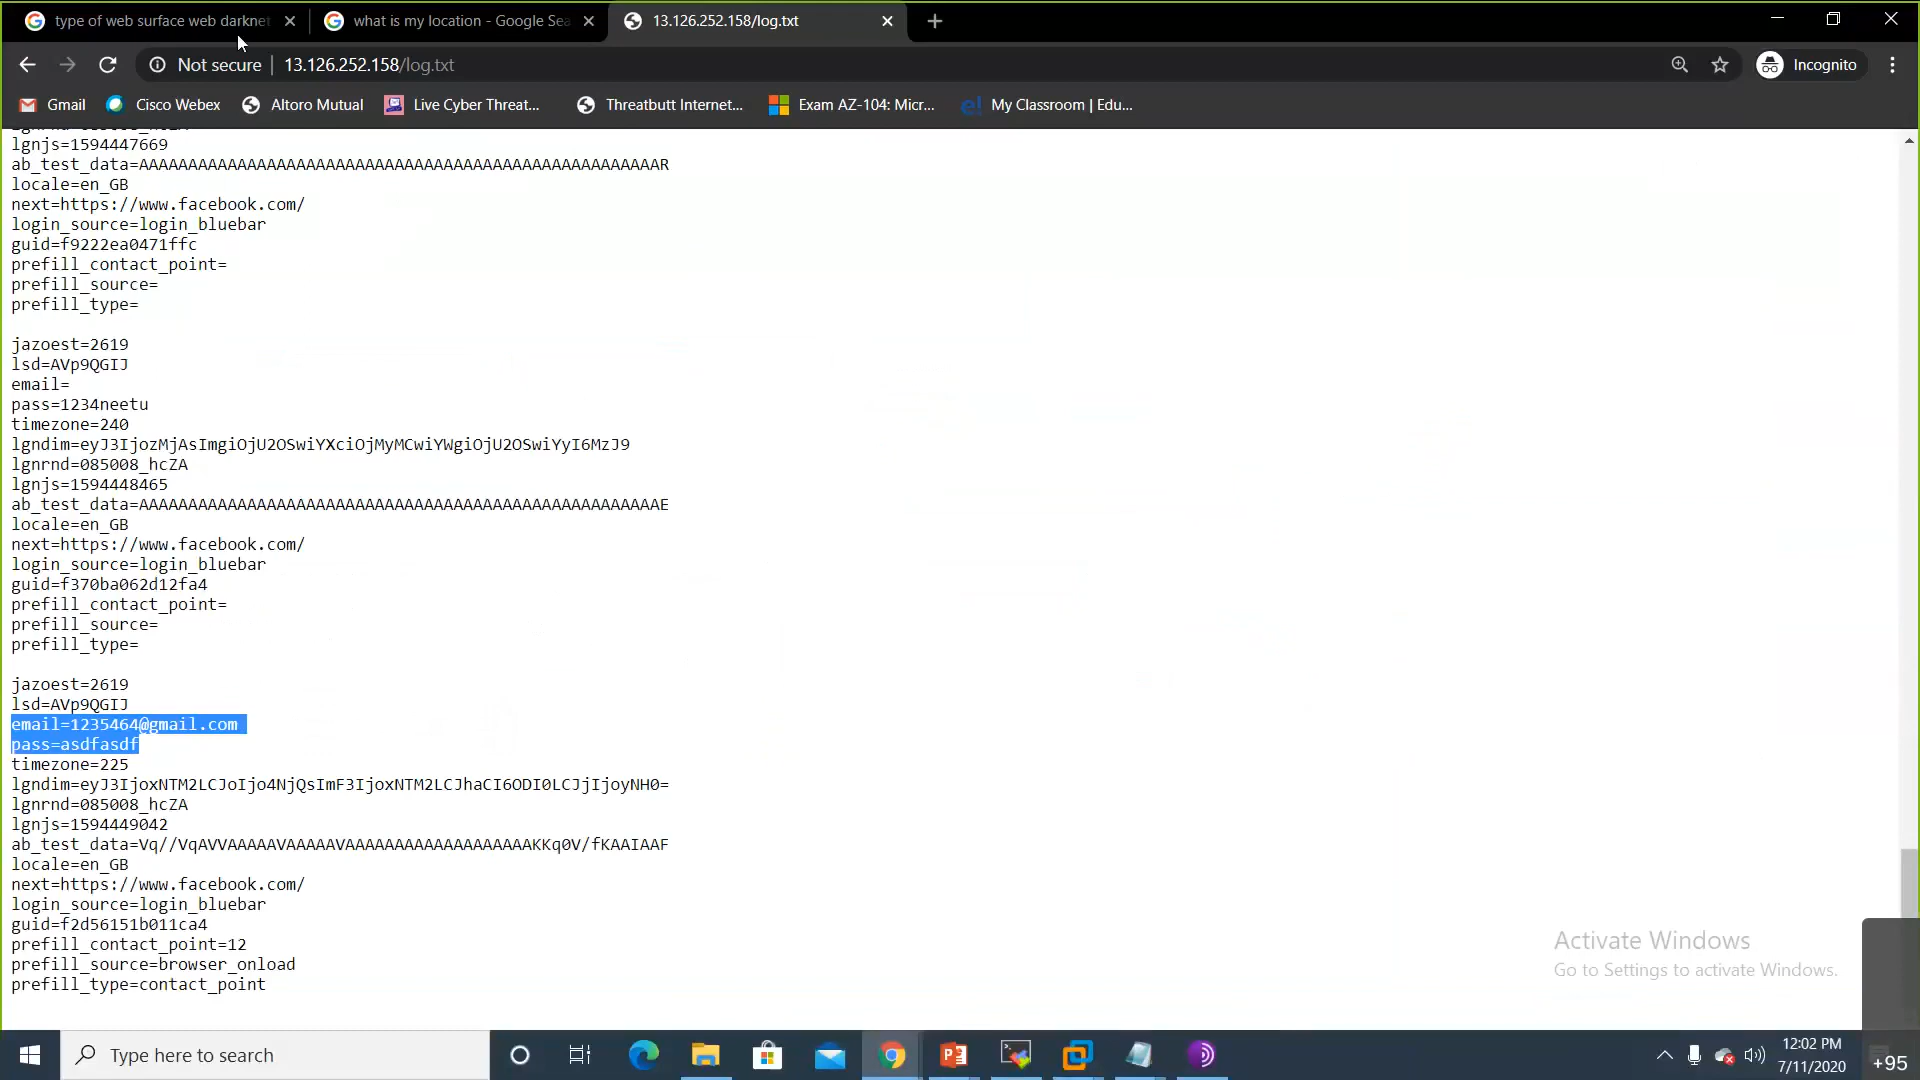 type of web surface web darknet
what is my location - Google Sea
13.126.252.158/log.txt
Not secure
13.126.252.158/log.txt
Incognito
Gmail
Cisco Webex
Altoro Mutual
Live Cyber Threat...
Threatbutt Internet...
Exam AZ-104: Micr...
My Classroom | Edu...
lgnjs=1594447669
ab_test_data=AAAAAAAAAAAAAAAAAAAAAAAAAAAAAAAAAAAAAAAAAAAAAAAAAAAAAR
locale=en_GB
next=https://www.facebook.com/
login_source=login_bluebar
guid=f9222ea0471ffc
prefill_contact_point=
prefill_source=
prefill_type=
jazoest=2619
lsd=AVp9QGIJ
email=
pass=1234neetu
timezone=240
lgndim=eyJ3IjozMjAsImgiOjU2OSwiYXciOjMyMCwiYWgiOjU2OSwiYyI6MzJ9
lgnrnd=085008_hcZA
lgnjs=1594448465
ab_test_data=AAAAAAAAAAAAAAAAAAAAAAAAAAAAAAAAAAAAAAAAAAAAAAAAAAAAAE
locale=en_GB
next=https://www.facebook.com/
login_source=login_bluebar
guid=f370ba062d12fa4
prefill_contact_point=
prefill_source=
prefill_type=
jazoest=2619
lsd=AVp9QGIJ
email=1235464@gmail.com
pass=asdfasdf
timezone=225
lgndim=eyJ3IjoxNTM2LCJoIjo4NjQsImF3IjoxNTM2LCJhaCI6ODI0LCJjIjoyNH0=
lgnrnd=085008_hcZA
lgnjs=1594449042
ab_test_data=Vq//VqAVVAAAAAVAAAAAVAAAAAAAAAAAAAAAAAAAKKq0V/fKAAIAAF
locale=en_GB
next=https://www.facebook.com/
login_source=login_bluebar
guid=f2d56151b011ca4
prefill_contact_point=12
prefill_source=browser_onload
prefill_type=contact_point
Activate Windows
Go to Settings to activate Windows.
Type here to search
12:02 PM
7/11/2020
+95